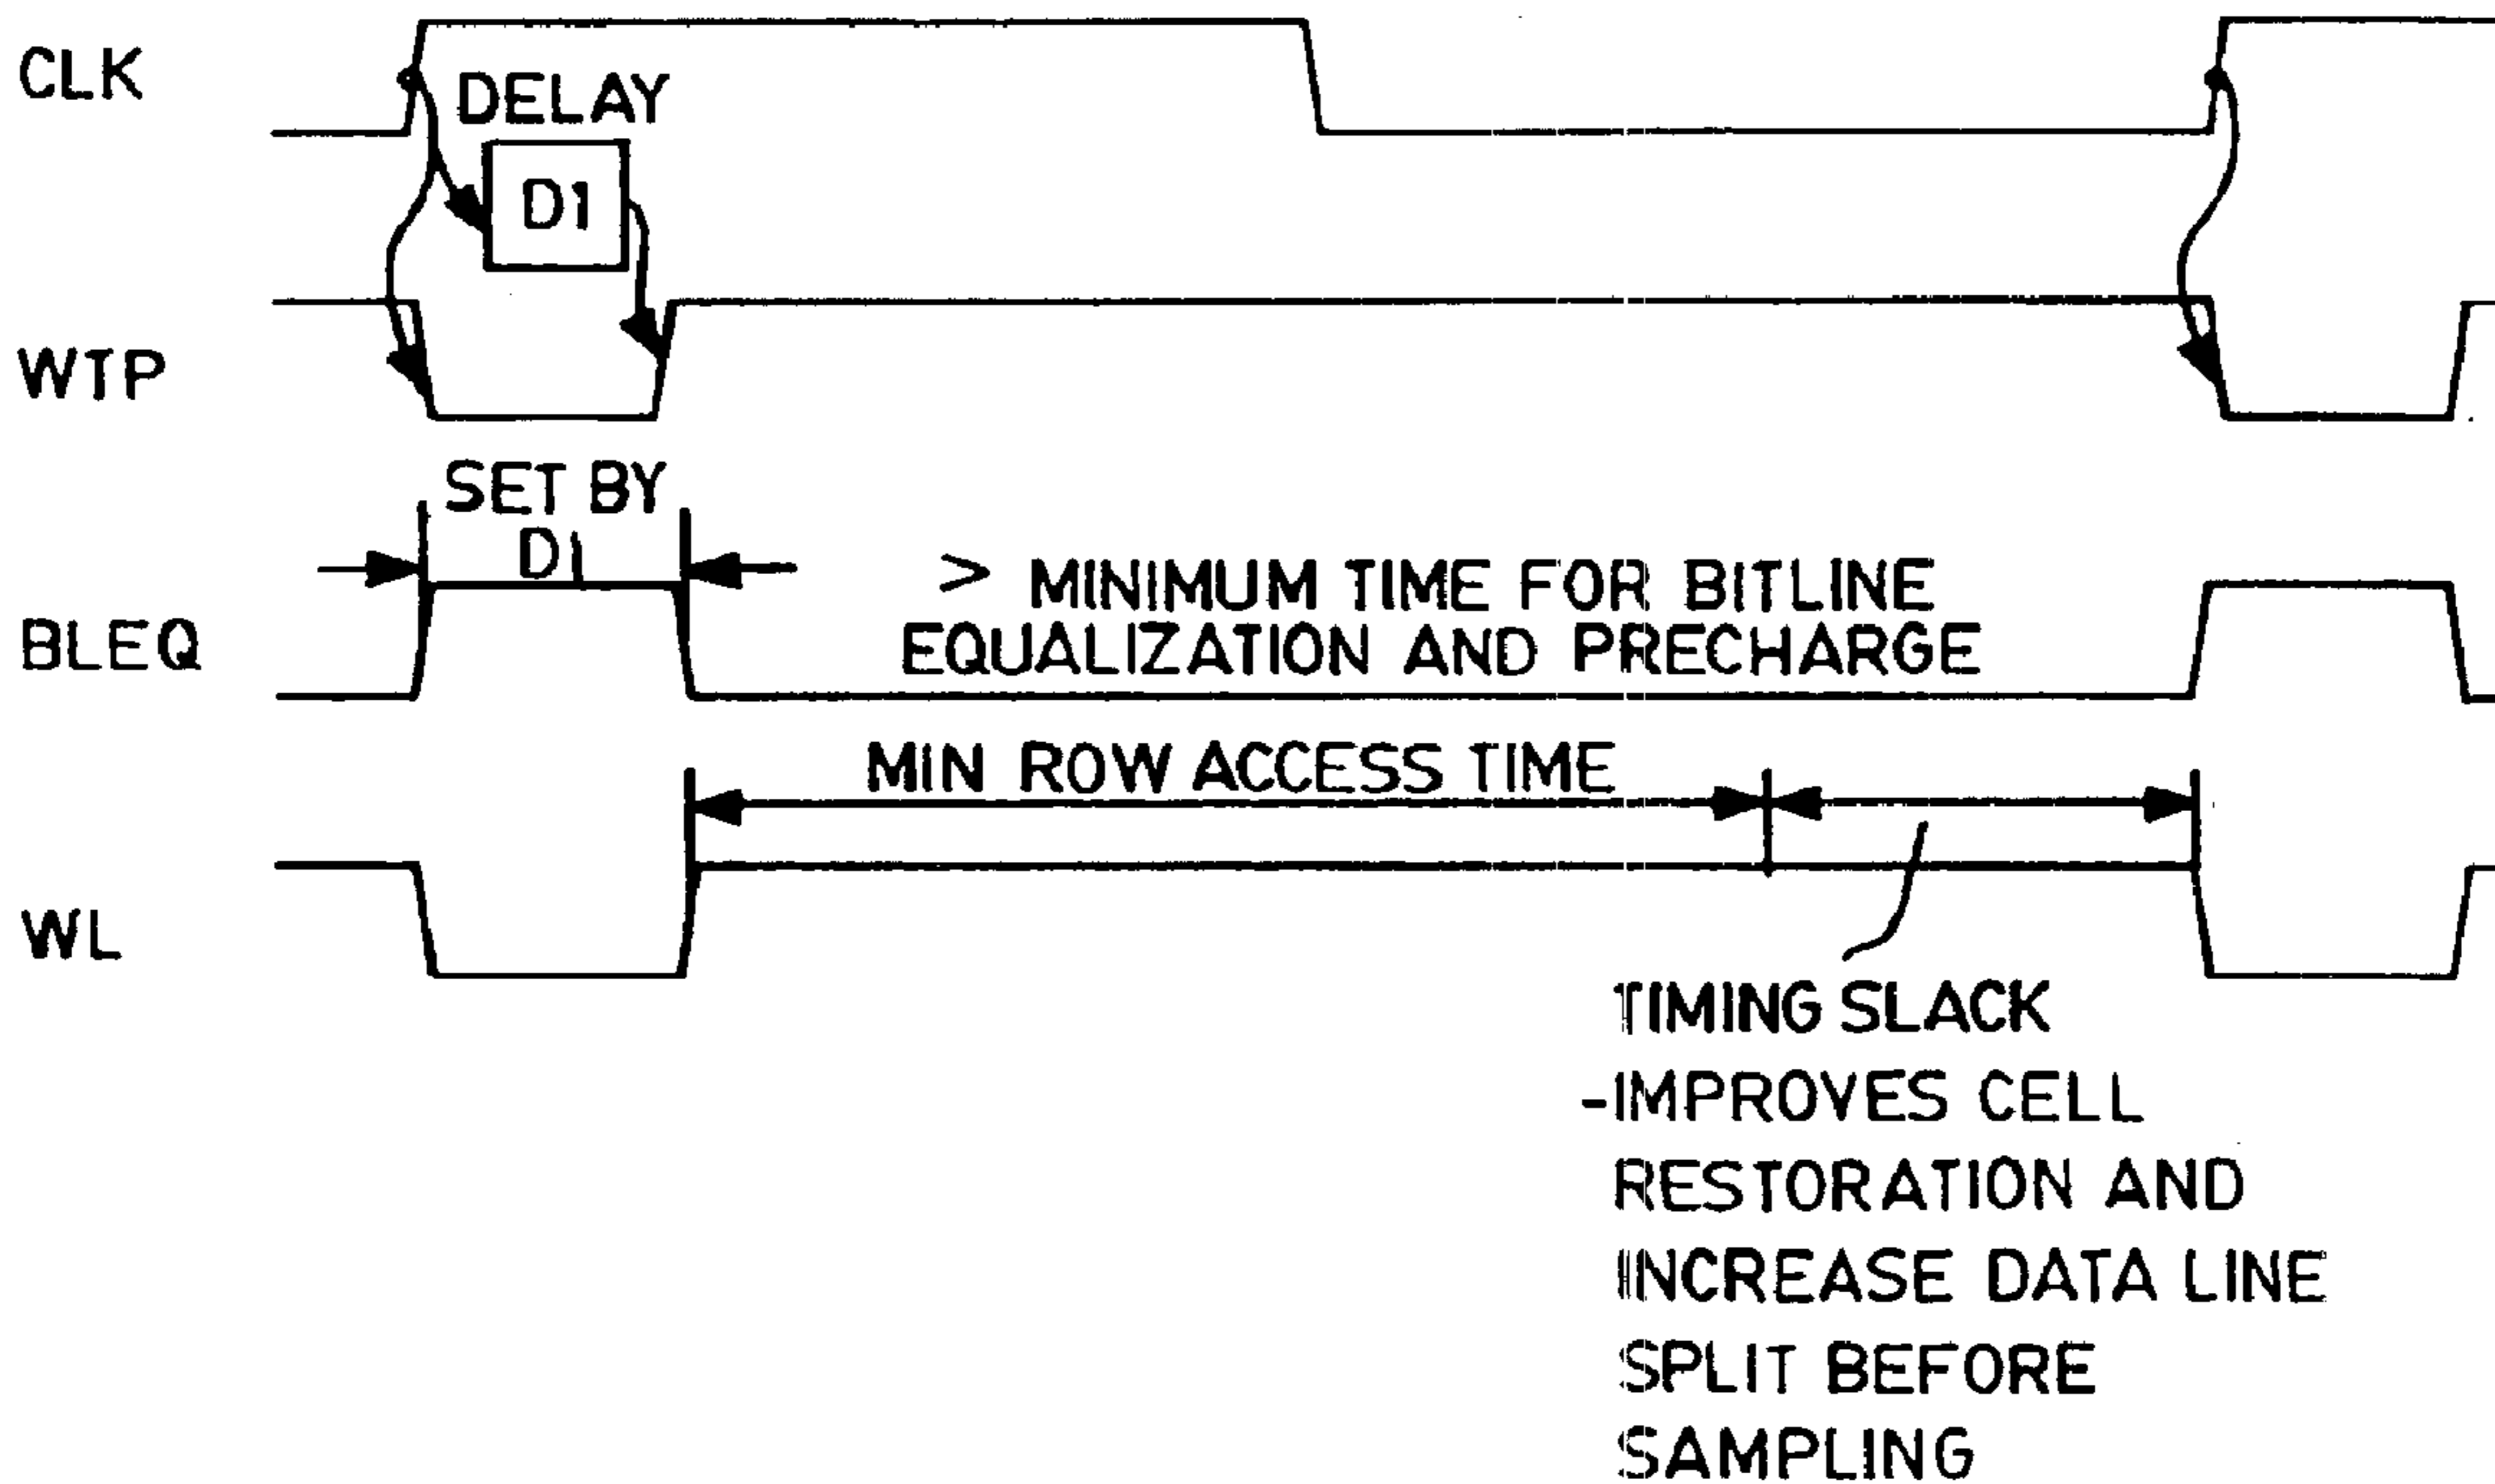 CLK
DELAY
D1
WTP
SET BY
D1
> MINIMUM TIME FOR BITLINE
EQUALIZATION AND PRECHARGE
BLEQ
MIN ROW ACCESS TIME
WL
TIMING SLACK
-IMPROVES CELL
RESTORATION AND
INCREASE DATA LINE
SPLIT BEFORE
SAMPLING